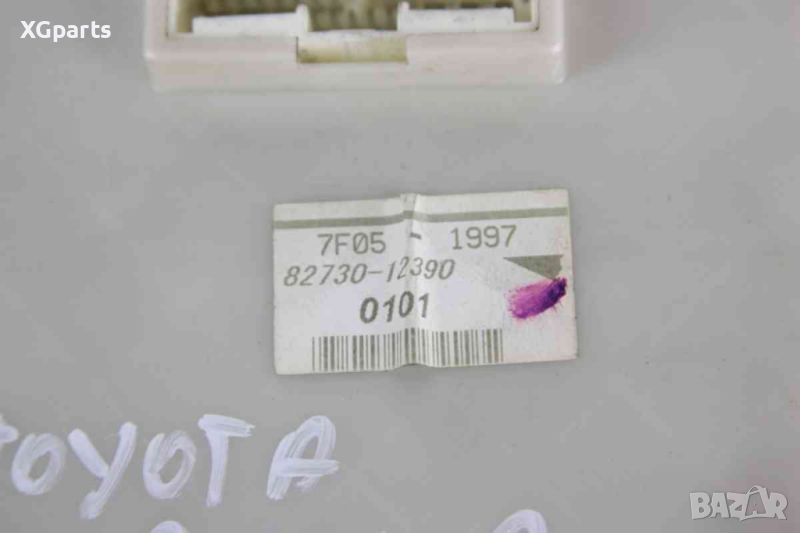 XGparts
7F05 - 1997
82730-12390
0101
TOYOTA
BAZAR